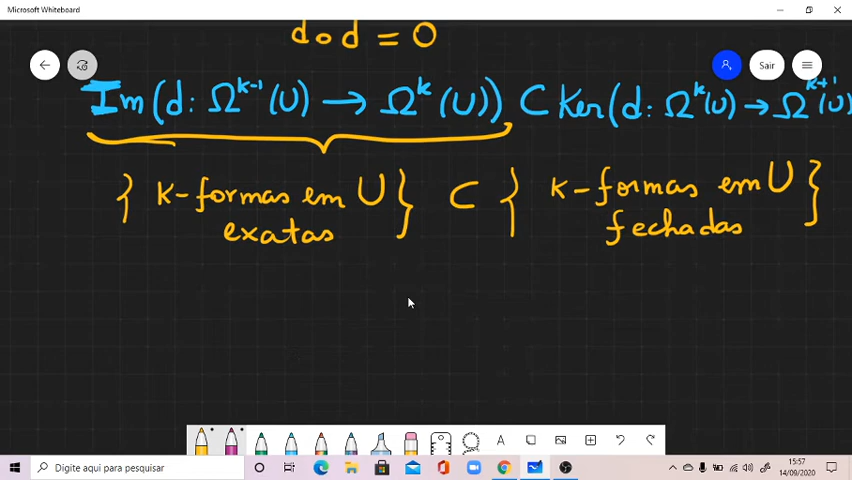 Microsoft Whiteboard
d∘d = 0
Sair
Im(d: Ω^{k-1}(U) → Ω^k(U)) ⊂ Ker(d: Ω^k(U) → Ω^{k+1}(U)
{ k-formas em U exatas } ⊂ { k-formas em U fechadas }
A
Digite aqui para pesquisar
15:57
14/09/2020